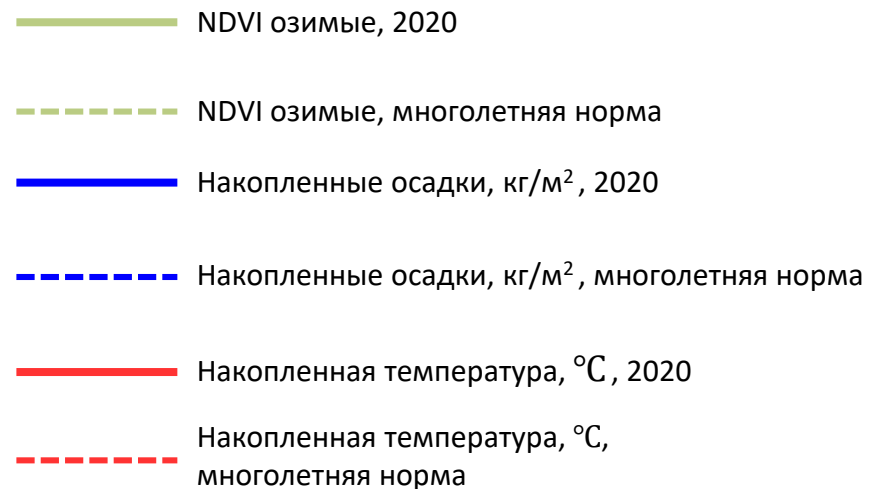 NDVI озимые, 2020
NDVI озимые, многолетняя норма
Накопленные осадки, кг/м², 2020
Накопленные осадки, кг/м², многолетняя норма
Накопленная температура, ℃, 2020
Накопленная температура, ℃,
многолетняя норма